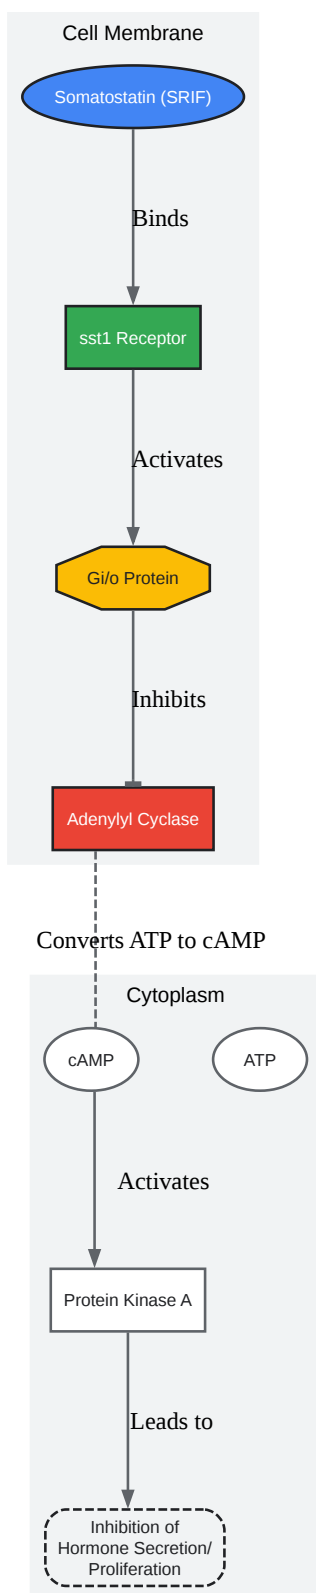 Cell Membrane
Somatostatin (SRIF)
Binds
sst1 Receptor
Activates
Gi/o Protein
Inhibits
Adenylyl Cyclase
Converts ATP to cAMP
Cytoplasm
cAMP
ATP
Activates
Protein Kinase A
Leads to
Inhibition of
Hormone Secretion/
Proliferation